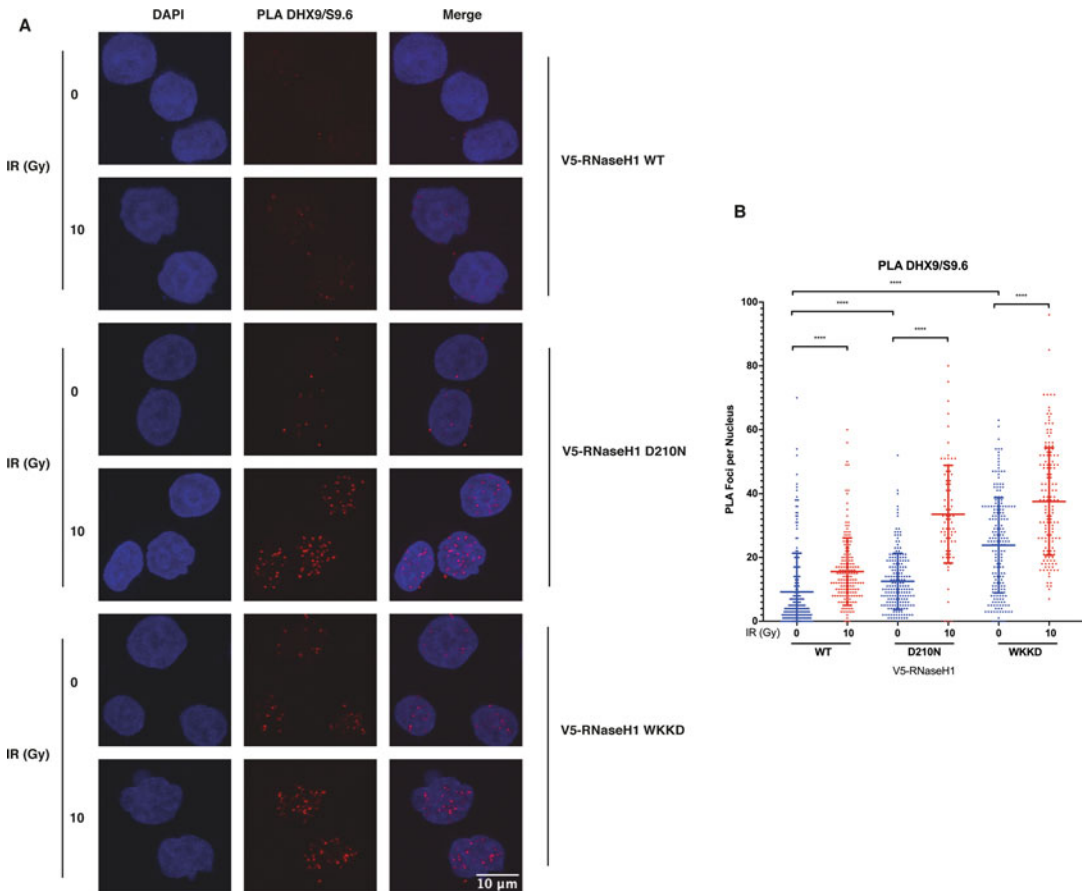 A
DAPI PLA DHX9/S9.6 Merge
IR (Gy)
0
10
V5-RNaseH1 WT
IR (Gy)
0
10
V5-RNaseH1 D210N
IR (Gy)
0
10
V5-RNaseH1 WKKD
10 μm
B
PLA DHX9/S9.6
****
****
****
****
****
PLA Foci per Nucleus
100
80
60
40
20
0
IR (Gy) 0 10 0 10 0 10
WT D210N WKKD
V5-RNaseH1